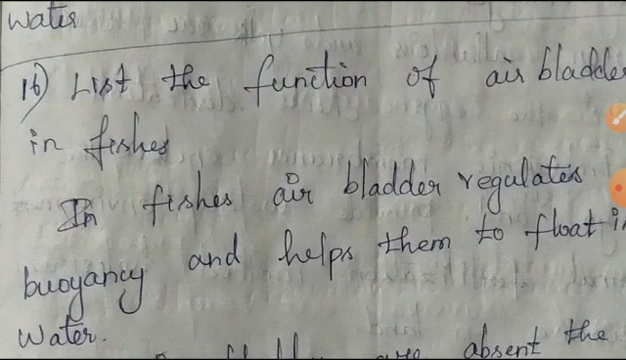 water
16) List the function of air bladder
in fishes
In fishes air bladder regulates
buoyancy and helps them to float in
water.
are absent the